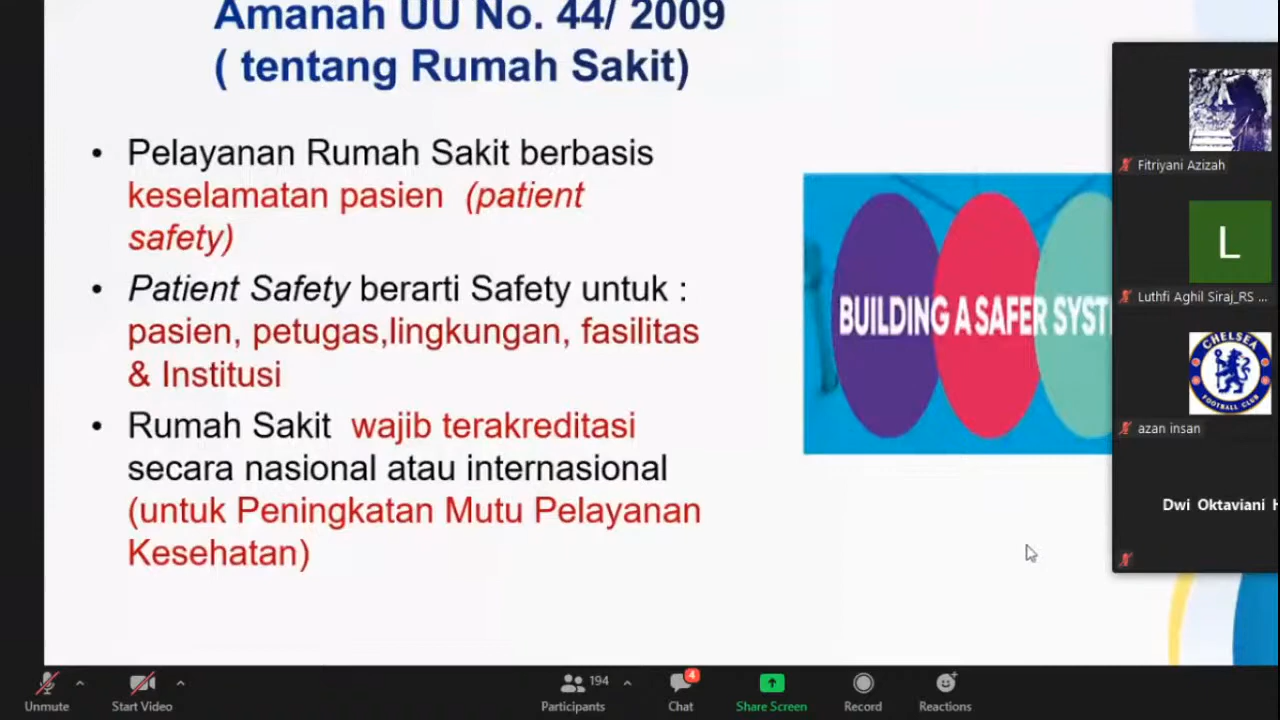 Amanah UU No. 44/ 2009
( tentang Rumah Sakit)
• Pelayanan Rumah Sakit berbasis
keselamatan pasien (patient
safety)
• Patient Safety berarti Safety untuk :
pasien, petugas,lingkungan, fasilitas
& Institusi
• Rumah Sakit wajib terakreditasi
secara nasional atau internasional
(untuk Peningkatan Mutu Pelayanan
Kesehatan)
BUILDING A SAFER SYST
Fitriyani Azizah
L
Luthfi Aghil Siraj_RS ...
CHELSEA
FOOTBALL CLUB
azan insan
Dwi Oktaviani H
Unmute
Start Video
194
Participants
4
Chat
Share Screen
Record
Reactions